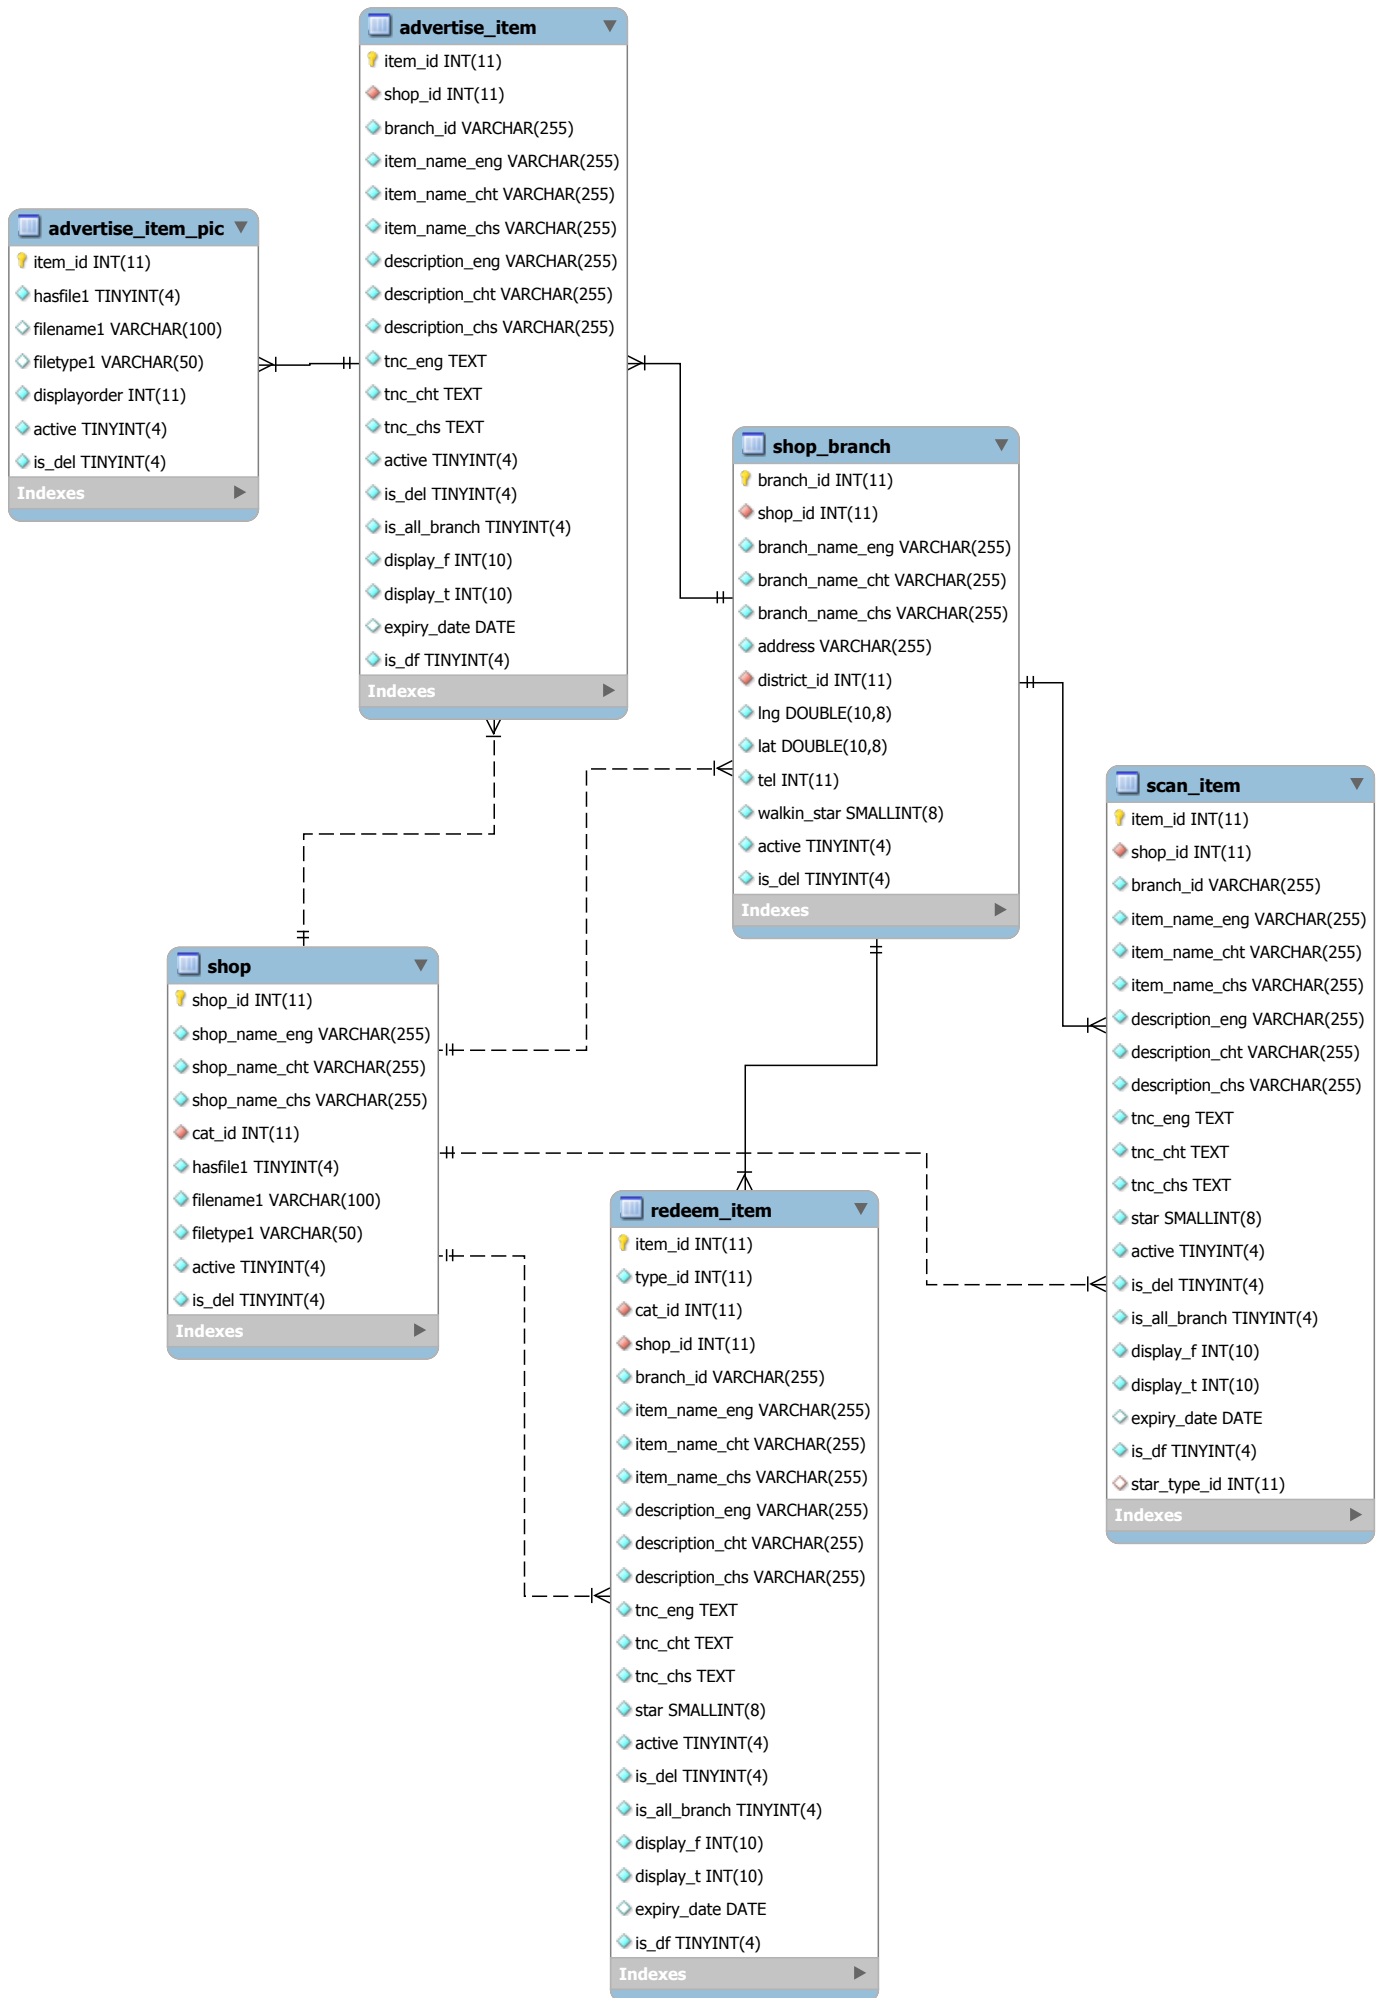 advertise_item
item_id INT(11)
shop_id INT(11)
branch_id VARCHAR(255)
item_name_eng VARCHAR(255)
item_name_cht VARCHAR(255)
item_name_chs VARCHAR(255)
description_eng VARCHAR(255)
description_cht VARCHAR(255)
description_chs VARCHAR(255)
tnc_eng TEXT
tnc_cht TEXT
tnc_chs TEXT
active TINYINT(4)
is_del TINYINT(4)
is_all_branch TINYINT(4)
display_f INT(10)
display_t INT(10)
expiry_date DATE
is_df TINYINT(4)
Indexes
advertise_item_pic
item_id INT(11)
hasfile1 TINYINT(4)
filename1 VARCHAR(100)
filetype1 VARCHAR(50)
displayorder INT(11)
active TINYINT(4)
is_del TINYINT(4)
Indexes
shop_branch
branch_id INT(11)
shop_id INT(11)
branch_name_eng VARCHAR(255)
branch_name_cht VARCHAR(255)
branch_name_chs VARCHAR(255)
address VARCHAR(255)
district_id INT(11)
lng DOUBLE(10,8)
lat DOUBLE(10,8)
tel INT(11)
walkin_star SMALLINT(8)
active TINYINT(4)
is_del TINYINT(4)
Indexes
scan_item
item_id INT(11)
shop_id INT(11)
branch_id VARCHAR(255)
item_name_eng VARCHAR(255)
item_name_cht VARCHAR(255)
item_name_chs VARCHAR(255)
description_eng VARCHAR(255)
description_cht VARCHAR(255)
description_chs VARCHAR(255)
tnc_eng TEXT
tnc_cht TEXT
tnc_chs TEXT
star SMALLINT(8)
active TINYINT(4)
is_del TINYINT(4)
is_all_branch TINYINT(4)
display_f INT(10)
display_t INT(10)
expiry_date DATE
is_df TINYINT(4)
star_type_id INT(11)
Indexes
shop
shop_id INT(11)
shop_name_eng VARCHAR(255)
shop_name_cht VARCHAR(255)
shop_name_chs VARCHAR(255)
cat_id INT(11)
hasfile1 TINYINT(4)
filename1 VARCHAR(100)
filetype1 VARCHAR(50)
active TINYINT(4)
is_del TINYINT(4)
Indexes
redeem_item
item_id INT(11)
type_id INT(11)
cat_id INT(11)
shop_id INT(11)
branch_id VARCHAR(255)
item_name_eng VARCHAR(255)
item_name_cht VARCHAR(255)
item_name_chs VARCHAR(255)
description_eng VARCHAR(255)
description_cht VARCHAR(255)
description_chs VARCHAR(255)
tnc_eng TEXT
tnc_cht TEXT
tnc_chs TEXT
star SMALLINT(8)
active TINYINT(4)
is_del TINYINT(4)
is_all_branch TINYINT(4)
display_f INT(10)
display_t INT(10)
expiry_date DATE
is_df TINYINT(4)
Indexes